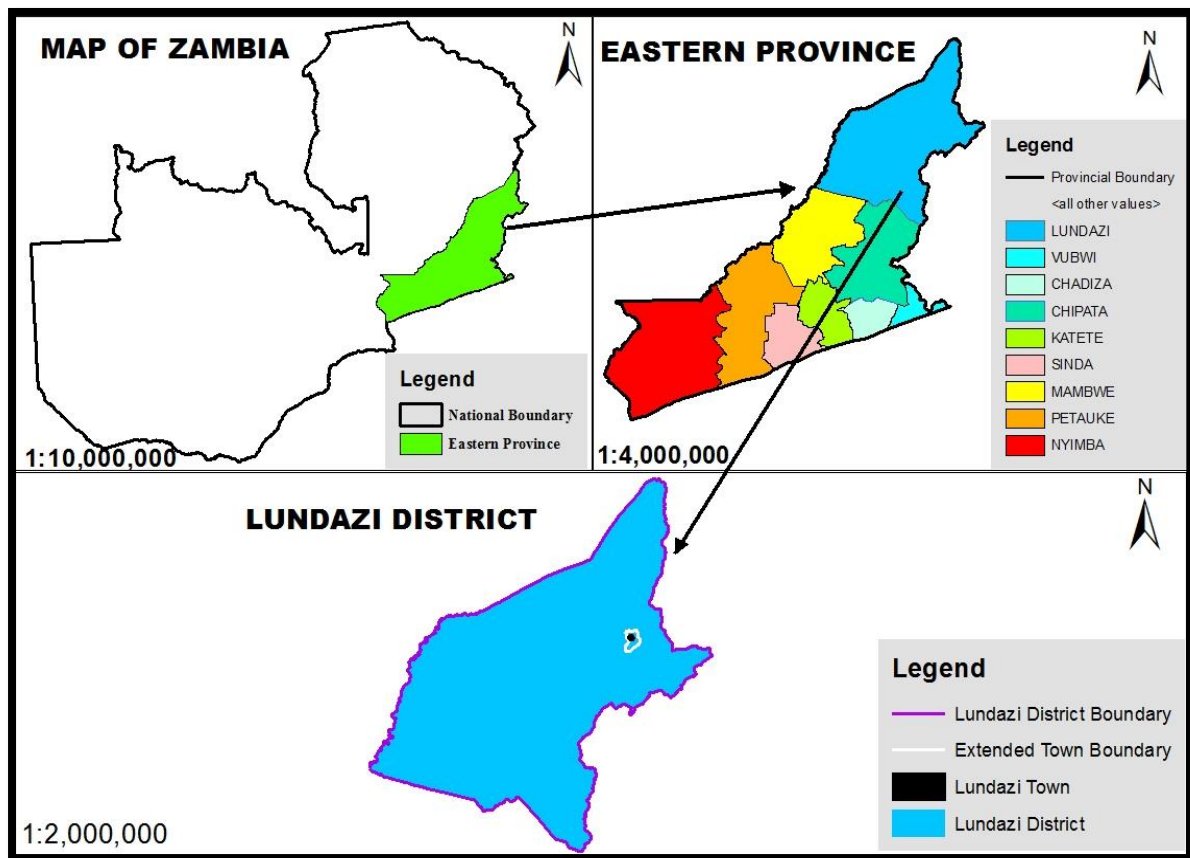 MAP OF ZAMBIA
N
Legend
National Boundary
Eastern Province
1:10,000,000
EASTERN PROVINCE
N
Legend
Provincial Boundary
<all other values>
LUNDAZI
VUBWI
CHADIZA
CHIPATA
KATETE
SINDA
MAMBWE
PETAUKE
NYIMBA
1:4,000,000
LUNDAZI DISTRICT
N
Legend
Lundazi District Boundary
Extended Town Boundary
Lundazi Town
Lundazi District
1:2,000,000